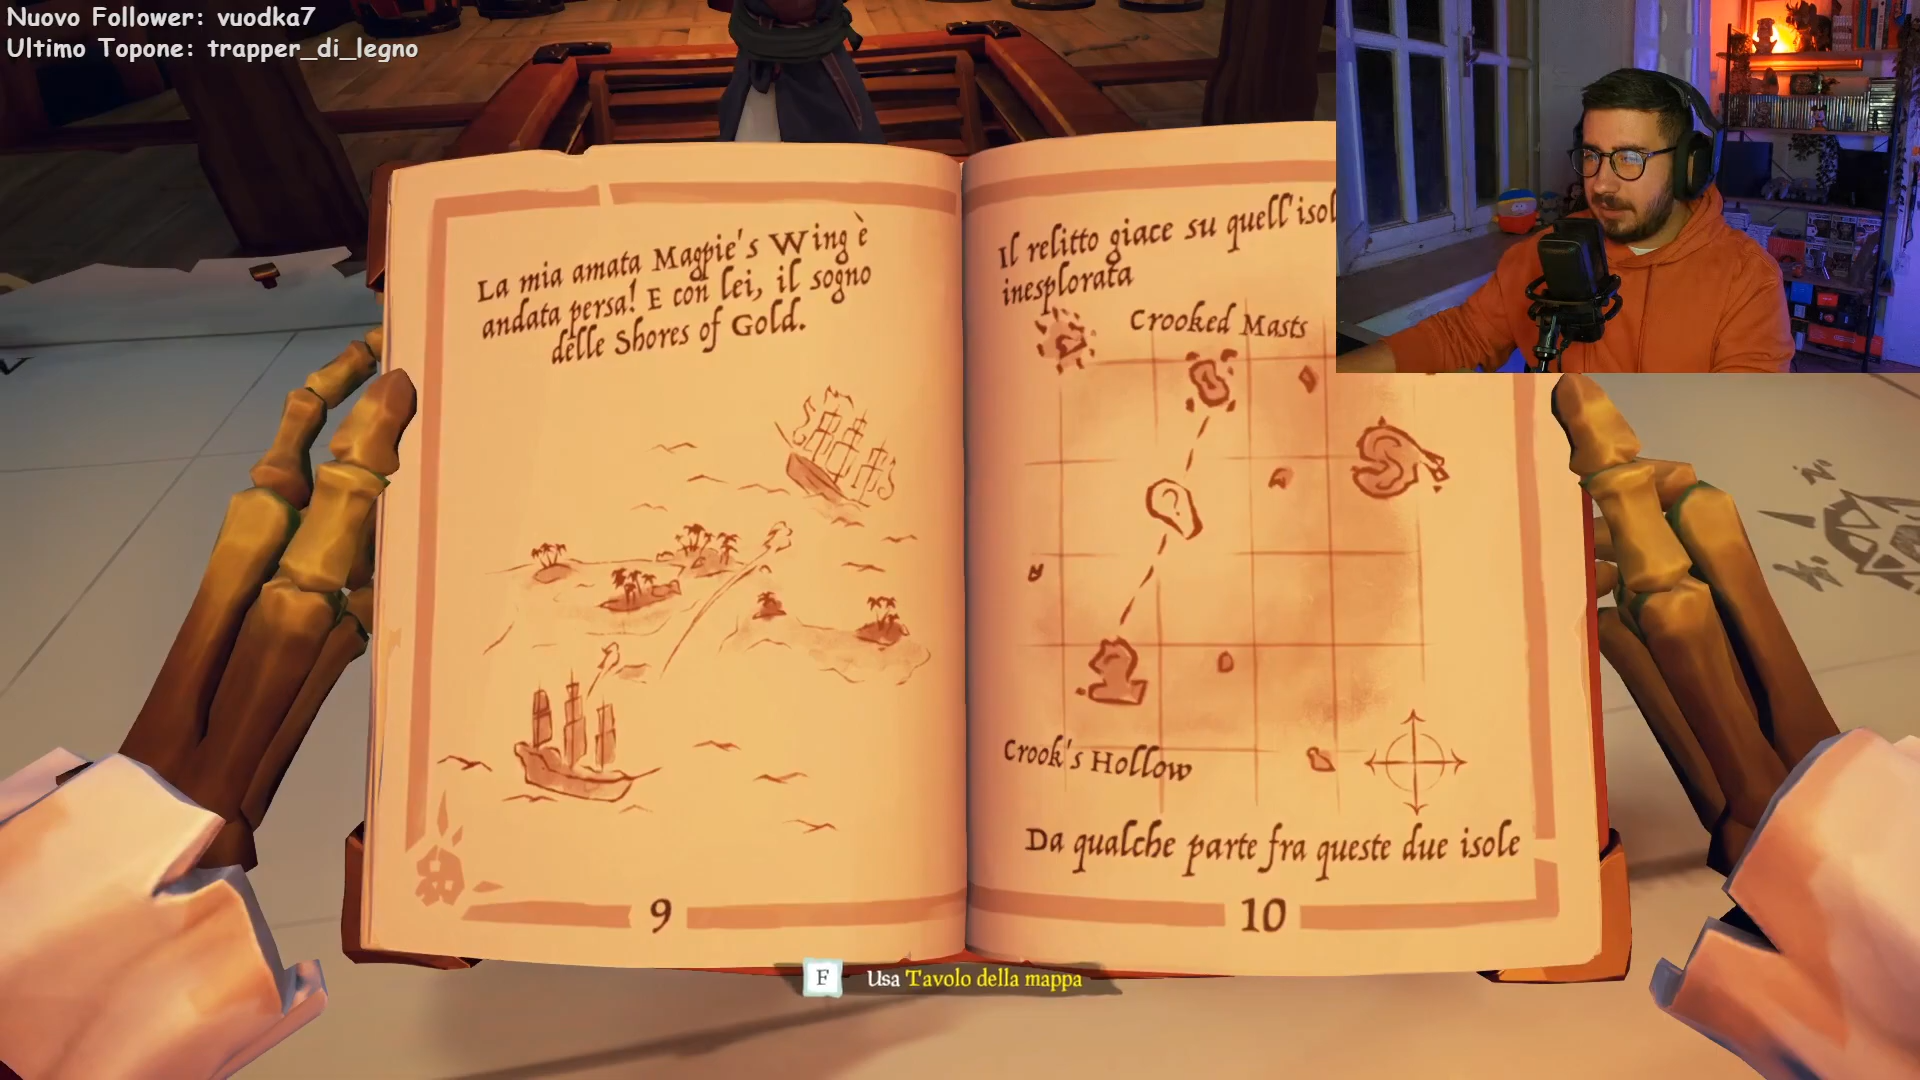 Nuovo Follower: vuodka7
Ultimo Topone: trapper_di_legno
La mia amata Magpie's Wing è
andata persa! E con lei, il sogno
delle Shores of Gold.
9
Il relitto giace su quell'isol
inesplorata
Crooked Masts
?
Crook's Hollow
Da qualche parte fra queste due isole
10
F Usa Tavolo della mappa